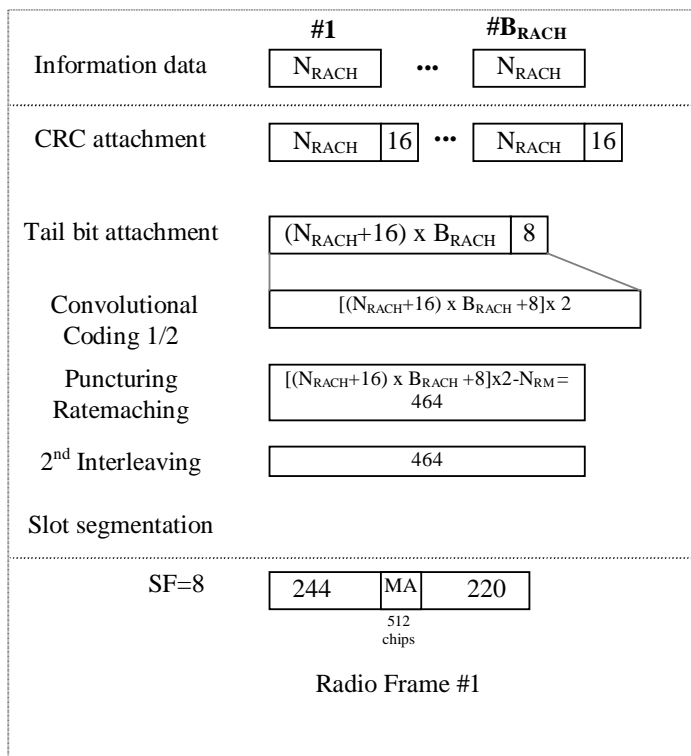 #1 #B_RACH
Information data N_RACH ... N_RACH
CRC attachment N_RACH 16 ... N_RACH 16
Tail bit attachment (N_RACH+16) x B_RACH 8
Convolutional
Coding 1/2
[(N_RACH+16) x B_RACH +8]x 2
Puncturing
Ratemaching
[(N_RACH+16) x B_RACH +8]x2-N_RM =
464
2nd Interleaving 464
Slot segmentation
SF=8 244 MA 220
512
chips
Radio Frame #1